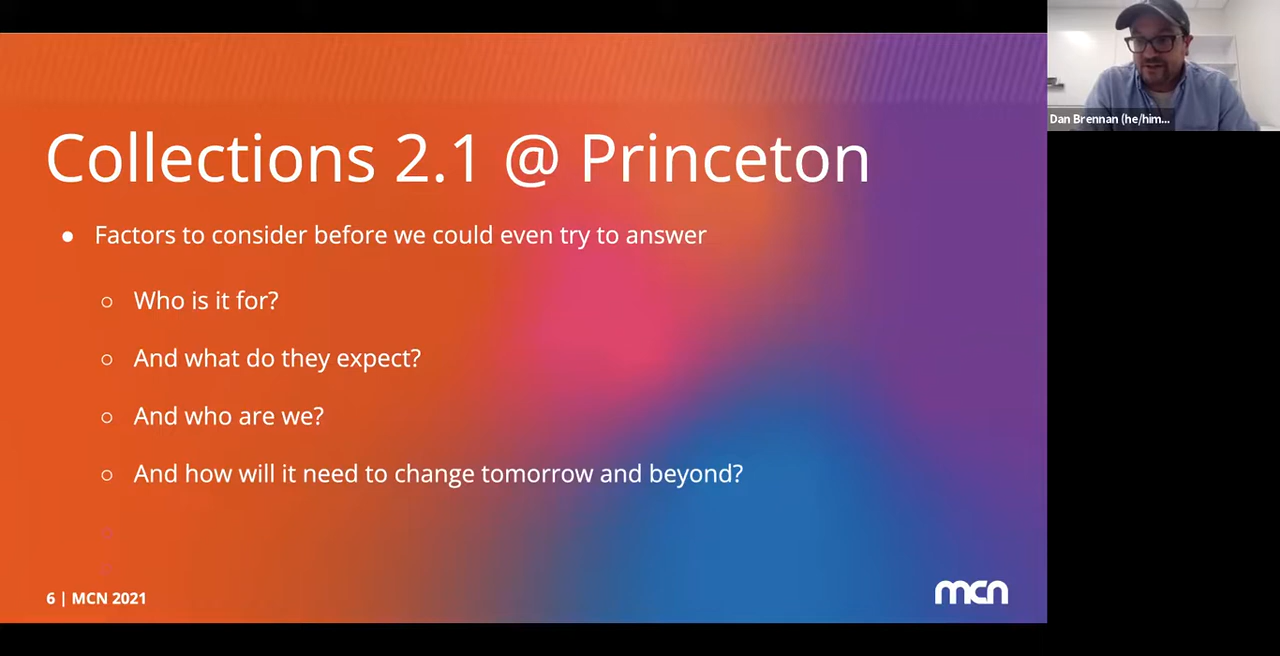 Collections 2.1 @ Princeton
● Factors to consider before we could even try to answer
○ Who is it for?
○ And what do they expect?
○ And who are we?
○ And how will it need to change tomorrow and beyond?
6 | MCN 2021
mcn
Dan Brennan (he/him...